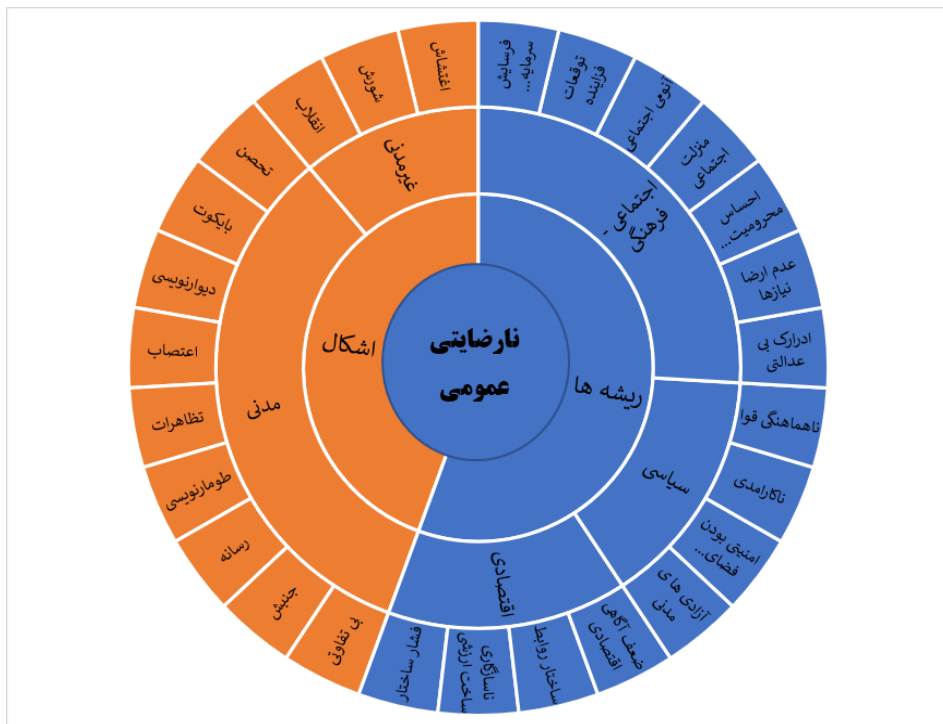 نارضایتی
عمومی
ریشه ها
اجتماعی -
فرهنگی
فرسایش
سرمایه...
توقعات
فزاینده
آنومی اجتماعی
منزلت
اجتماعی
احساس
محرومیت...
عدم ارضا
نیازها
ادرارک بی
عدالتی
سیاسی
ناهماهنگی قوا
ناکارامدی
امنیتی بودن
فضای...
آزادی ها ی
مدنی
اقتصادی
ضعف آگاهی
اقتصادی
ساختار روابط
ناسازگاری
ساخت ارزشی
فشار ساختار
اشکال
مدنی
بی تفاوتی
جنبش
رسانه
طومارنویسی
تظاهرات
اعتصاب
دیوارنویسی
بایکوت
تحصن
غیرمدنی
انقلاب
شورش
اغتشاش